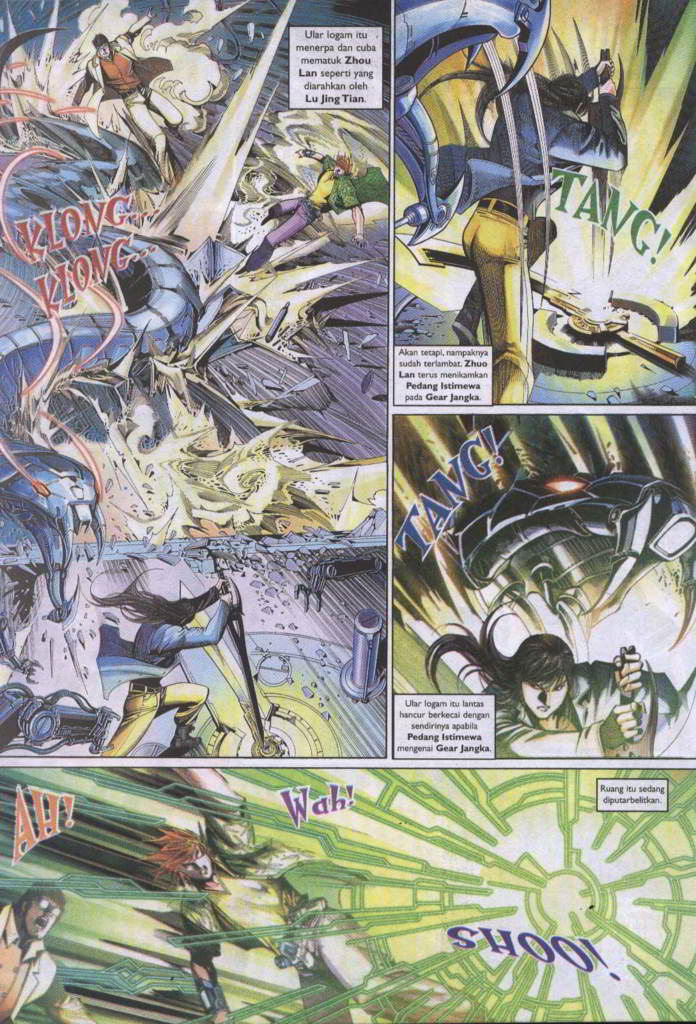 Ular logam itu
menerpa dan cuba
mematuk Zhou
Lan seperti yang
diarahkan oleh
Lu Jing Tian.
KLONG
KLONG...
TANG!
Akan tetapi, nampaknya
sudah terlambat. Zhuo
Lan terus menikamkan
Pedang Istimewa
pada Gear Jangka.
TANG!
Ular logam itu lantas
hancur berkecai dengan
sendirinya apabila
Pedang Istimewa
mengenai Gear Jangka.
AH!
Wah!
Ruang itu sedang
diputarbelitkan.
SHOO!